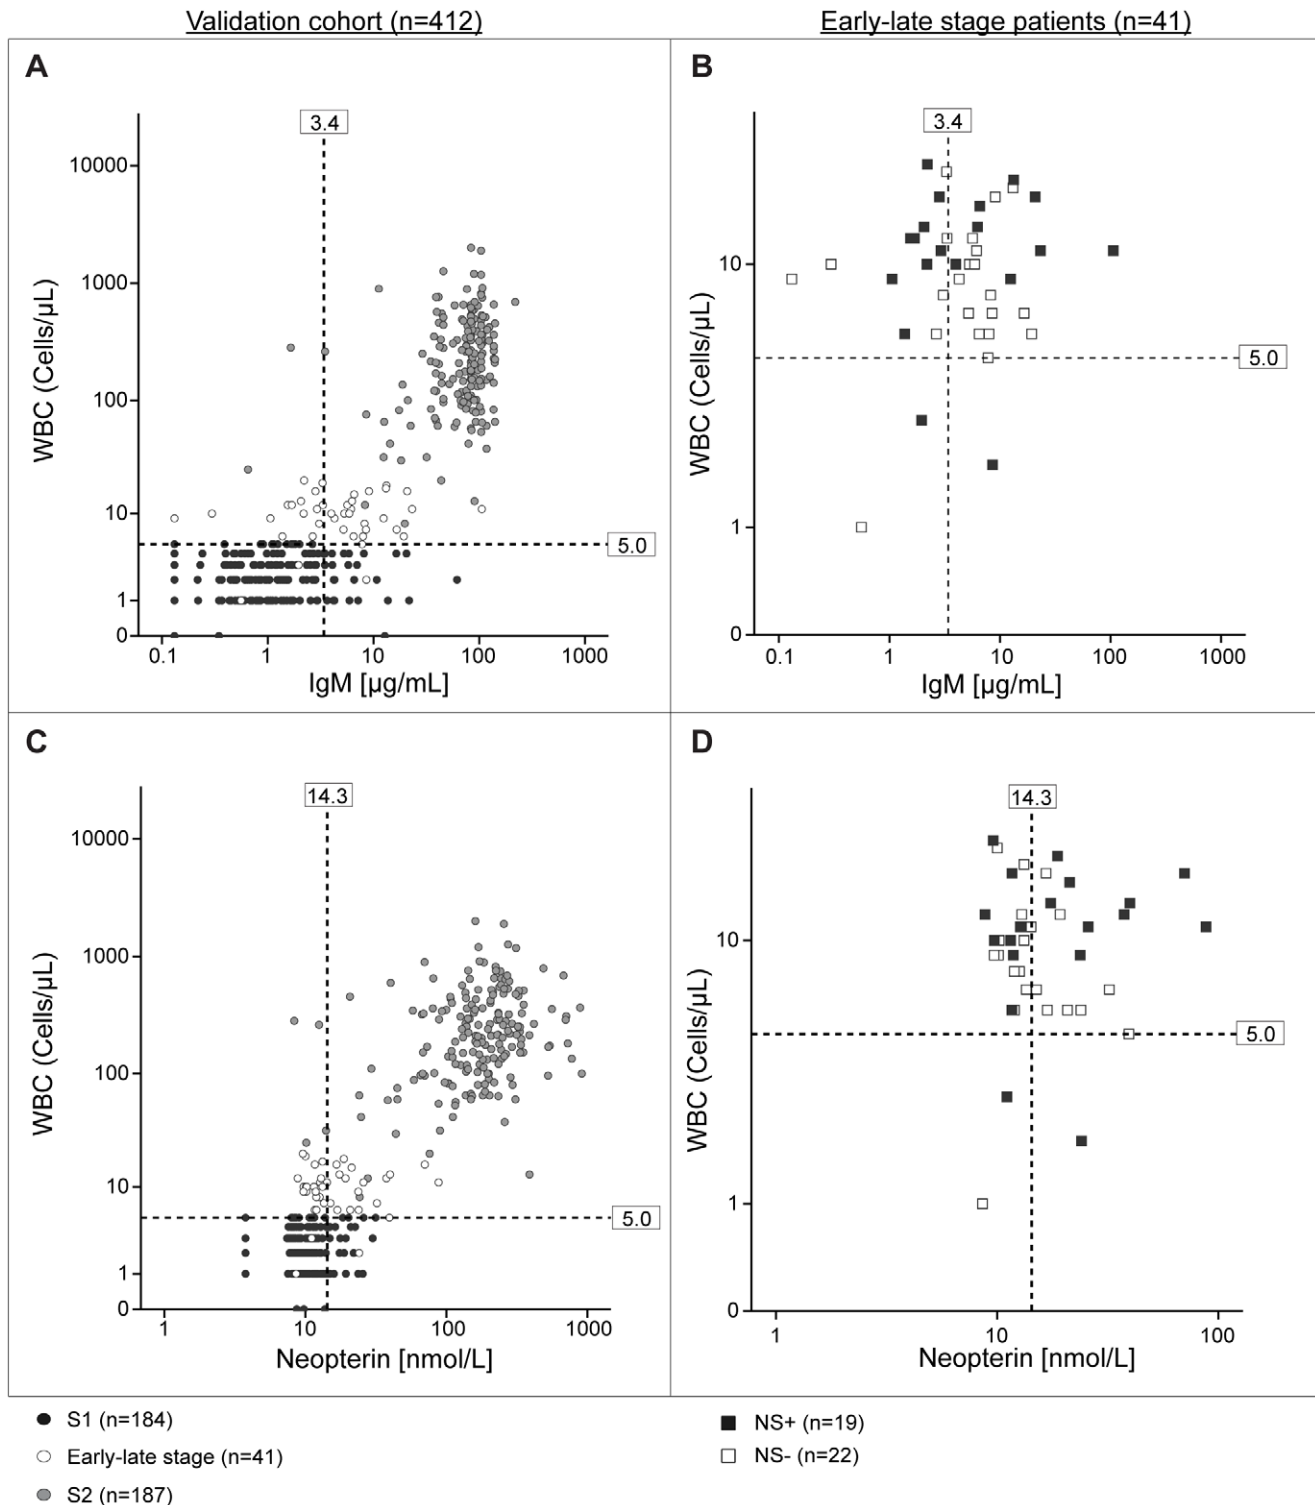 Validation cohort (n=412)
Early-late stage patients (n=41)
A
3.4
10000
1000
100
10
1
0
5.0
WBC (Cells/µL)
0.1 1 10 100 1000
IgM [µg/mL]
B
3.4
10
1
0
5.0
WBC (Cells/µL)
0.1 1 10 100 1000
IgM [µg/mL]
C
14.3
10000
1000
100
10
1
0
5.0
WBC (Cells/µL)
1 10 100 1000
Neopterin [nmol/L]
D
14.3
10
1
0
5.0
WBC (Cells/µL)
1 10 100
Neopterin [nmol/L]
S1 (n=184)
Early-late stage (n=41)
S2 (n=187)
NS+ (n=19)
NS- (n=22)